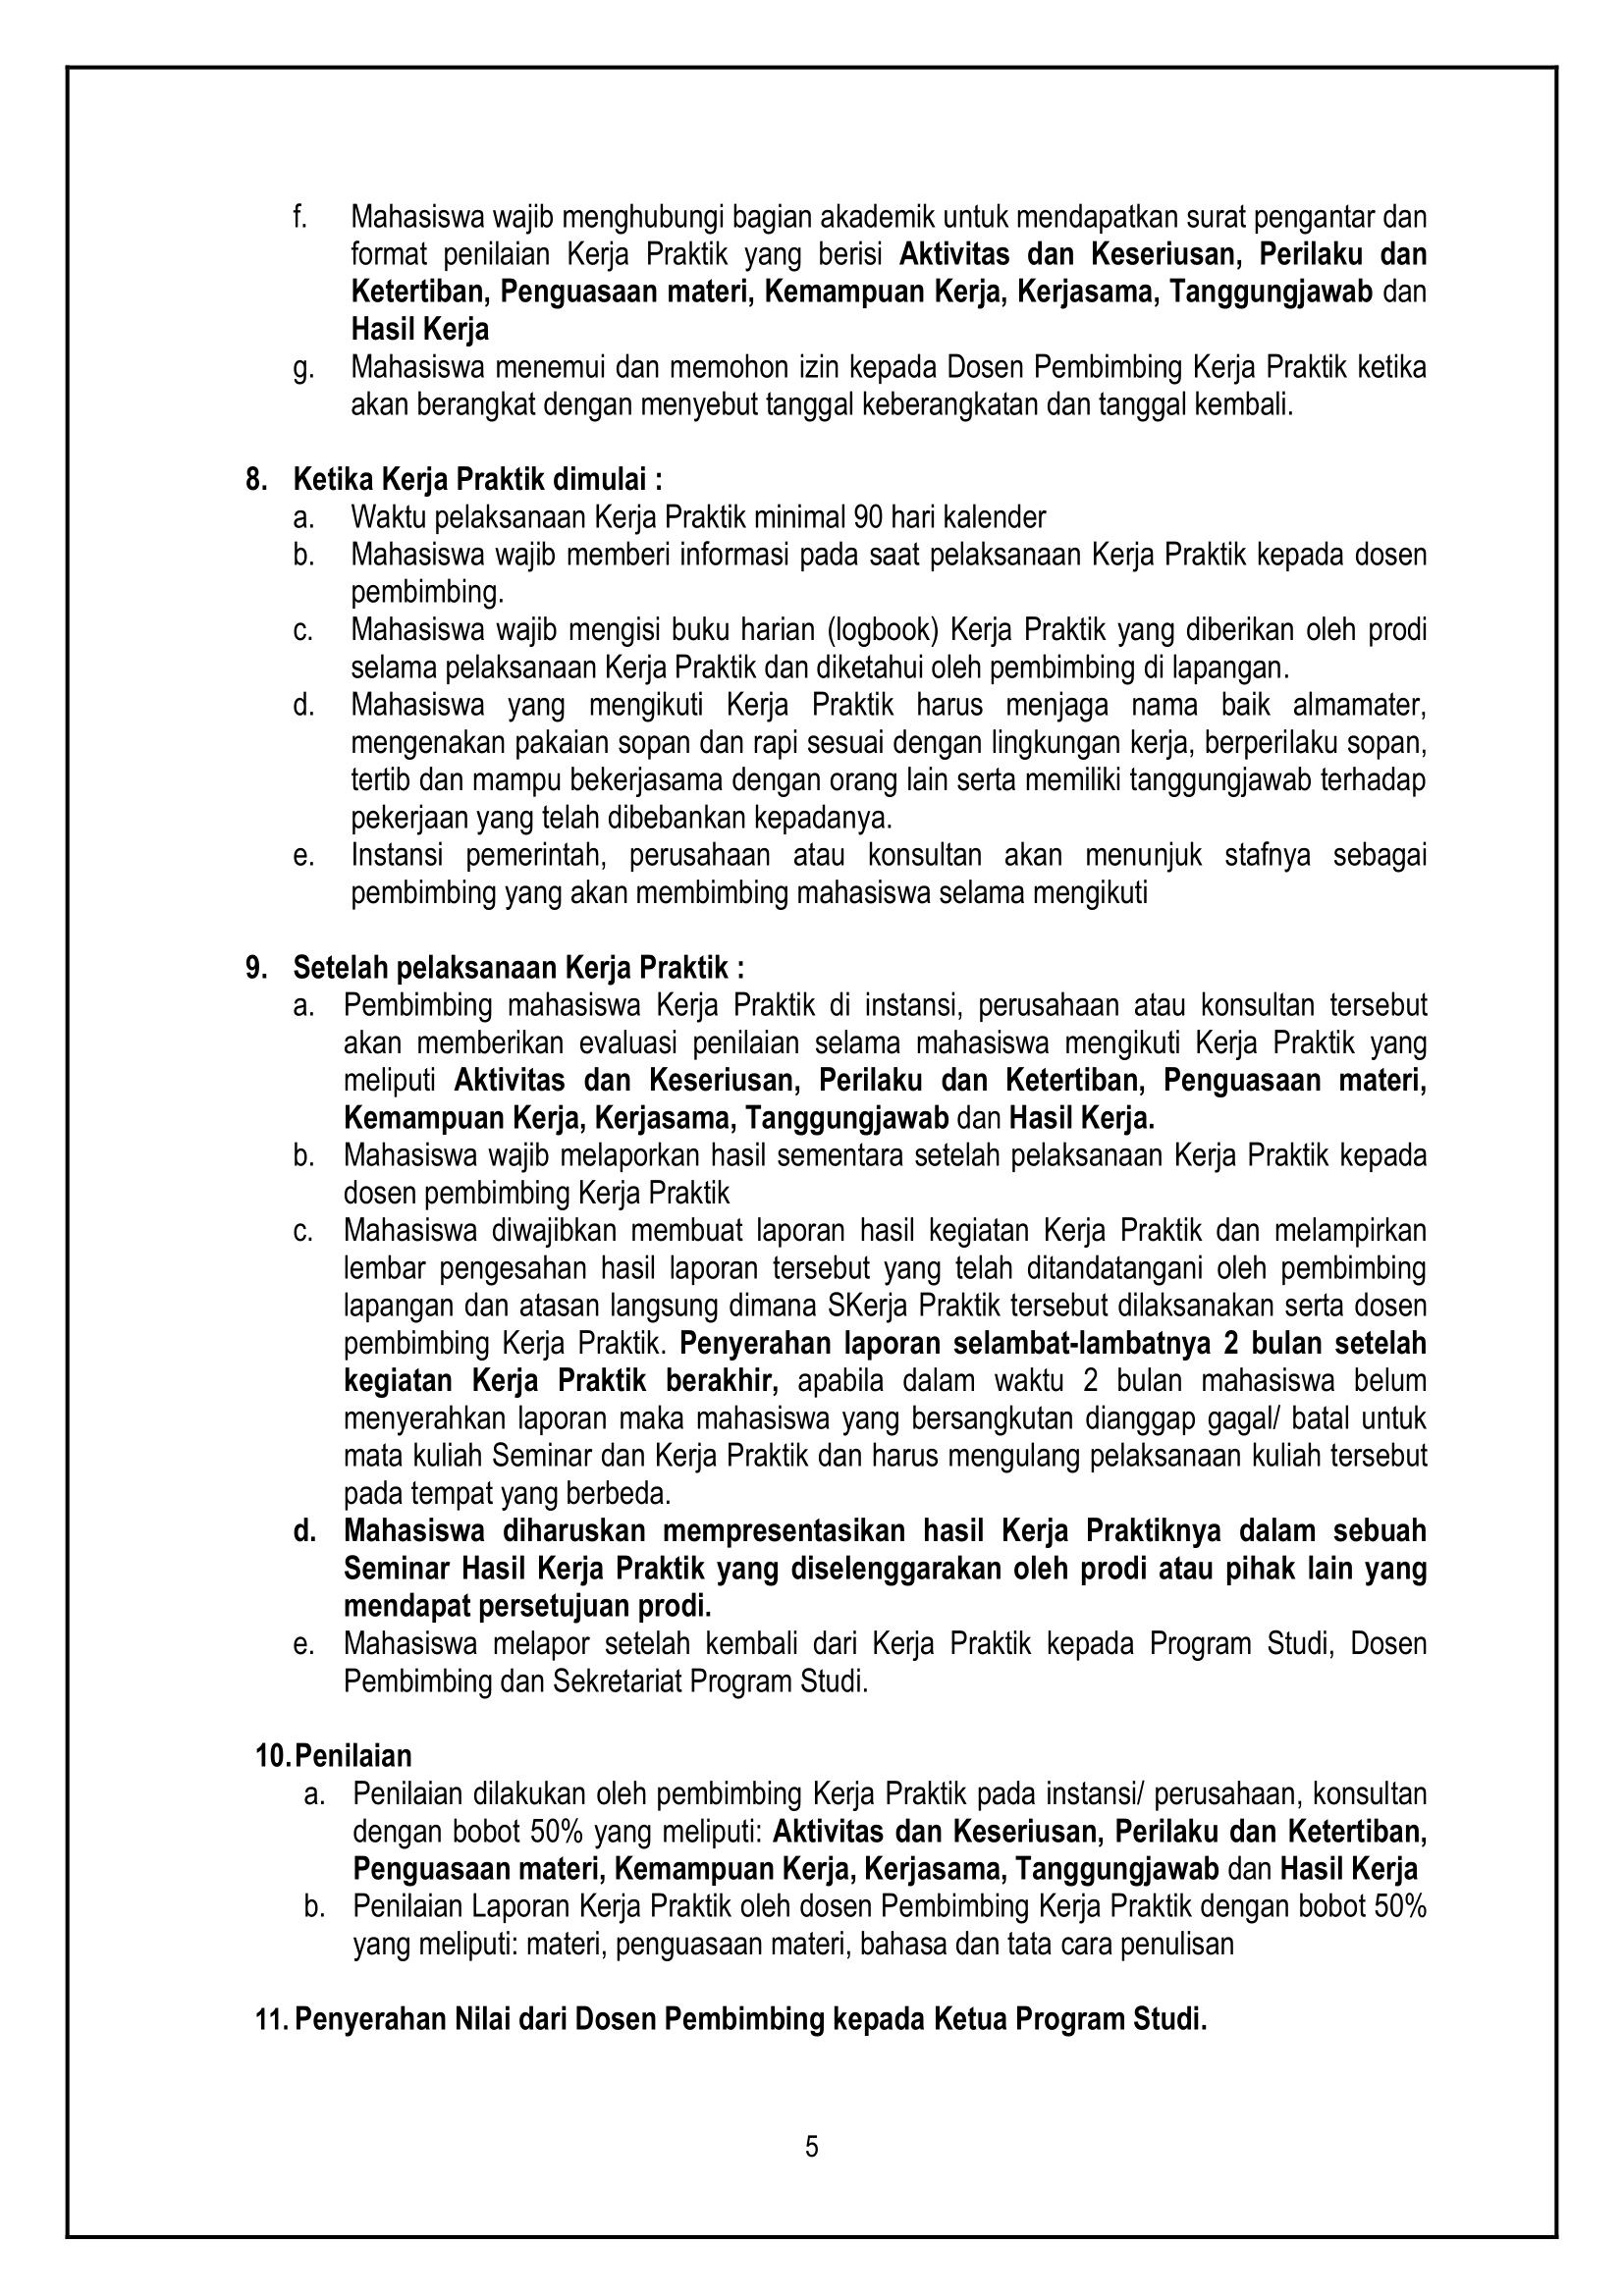 f. Mahasiswa wajib menghubungi bagian akademik untuk mendapatkan surat pengantar dan
format penilaian Kerja Praktik yang berisi Aktivitas dan Keseriusan, Perilaku dan
Ketertiban, Penguasaan materi, Kemampuan Kerja, Kerjasama, Tanggungjawab dan
Hasil Kerja
g. Mahasiswa menemui dan memohon izin kepada Dosen Pembimbing Kerja Praktik ketika
akan berangkat dengan menyebut tanggal keberangkatan dan tanggal kembali.
8. Ketika Kerja Praktik dimulai :
a. Waktu pelaksanaan Kerja Praktik minimal 90 hari kalender
b. Mahasiswa wajib memberi informasi pada saat pelaksanaan Kerja Praktik kepada dosen
pembimbing.
c. Mahasiswa wajib mengisi buku harian (logbook) Kerja Praktik yang diberikan oleh prodi
selama pelaksanaan Kerja Praktik dan diketahui oleh pembimbing di lapangan.
d. Mahasiswa yang mengikuti Kerja Praktik harus menjaga nama baik almamater,
mengenakan pakaian sopan dan rapi sesuai dengan lingkungan kerja, berperilaku sopan,
tertib dan mampu bekerjasama dengan orang lain serta memiliki tanggungjawab terhadap
pekerjaan yang telah dibebankan kepadanya.
e. Instansi pemerintah, perusahaan atau konsultan akan menunjuk stafnya sebagai
pembimbing yang akan membimbing mahasiswa selama mengikuti
9. Setelah pelaksanaan Kerja Praktik :
a. Pembimbing mahasiswa Kerja Praktik di instansi, perusahaan atau konsultan tersebut
akan memberikan evaluasi penilaian selama mahasiswa mengikuti Kerja Praktik yang
meliputi Aktivitas dan Keseriusan, Perilaku dan Ketertiban, Penguasaan materi,
Kemampuan Kerja, Kerjasama, Tanggungjawab dan Hasil Kerja.
b. Mahasiswa wajib melaporkan hasil sementara setelah pelaksanaan Kerja Praktik kepada
dosen pembimbing Kerja Praktik
c. Mahasiswa diwajibkan membuat laporan hasil kegiatan Kerja Praktik dan melampirkan
lembar pengesahan hasil laporan tersebut yang telah ditandatangani oleh pembimbing
lapangan dan atasan langsung dimana SKerja Praktik tersebut dilaksanakan serta dosen
pembimbing Kerja Praktik. Penyerahan laporan selambat-lambatnya 2 bulan setelah
kegiatan Kerja Praktik berakhir, apabila dalam waktu 2 bulan mahasiswa belum
menyerahkan laporan maka mahasiswa yang bersangkutan dianggap gagal/ batal untuk
mata kuliah Seminar dan Kerja Praktik dan harus mengulang pelaksanaan kuliah tersebut
pada tempat yang berbeda.
d. Mahasiswa diharuskan mempresentasikan hasil Kerja Praktiknya dalam sebuah
Seminar Hasil Kerja Praktik yang diselenggarakan oleh prodi atau pihak lain yang
mendapat persetujuan prodi.
e. Mahasiswa melapor setelah kembali dari Kerja Praktik kepada Program Studi, Dosen
Pembimbing dan Sekretariat Program Studi.
10. Penilaian
a. Penilaian dilakukan oleh pembimbing Kerja Praktik pada instansi/ perusahaan, konsultan
dengan bobot 50% yang meliputi: Aktivitas dan Keseriusan, Perilaku dan Ketertiban,
Penguasaan materi, Kemampuan Kerja, Kerjasama, Tanggungjawab dan Hasil Kerja
b. Penilaian Laporan Kerja Praktik oleh dosen Pembimbing Kerja Praktik dengan bobot 50%
yang meliputi: materi, penguasaan materi, bahasa dan tata cara penulisan
11. Penyerahan Nilai dari Dosen Pembimbing kepada Ketua Program Studi.
5